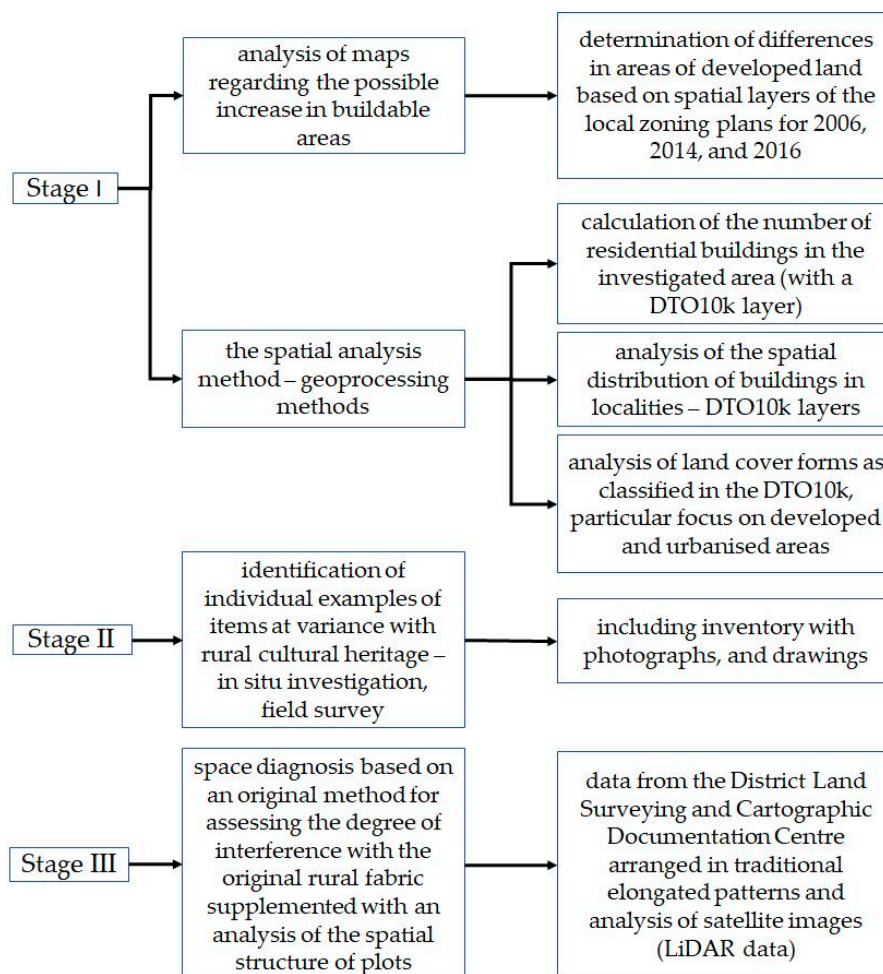 analysis of maps
regarding the possible
increase in buildable
areas
determination of differences
in areas of developed land
based on spatial layers of the
local zoning plans for 2006,
2014, and 2016
Stage I
calculation of the number of
residential buildings in the
investigated area (with a
DTO10k layer)
the spatial analysis
method – geoprocessing
methods
analysis of the spatial
distribution of buildings in
localities – DTO10k layers
analysis of land cover forms as
classified in the DTO10k,
particular focus on developed
and urbanised areas
Stage II
identification of
individual examples of
items at variance with
rural cultural heritage –
in situ investigation,
field survey
including inventory with
photographs, and drawings
Stage III
space diagnosis based on
an original method for
assessing the degree of
interference with the
original rural fabric
supplemented with an
analysis of the spatial
structure of plots
data from the District Land
Surveying and Cartographic
Documentation Centre
arranged in traditional
elongated patterns and
analysis of satellite images
(LiDAR data)